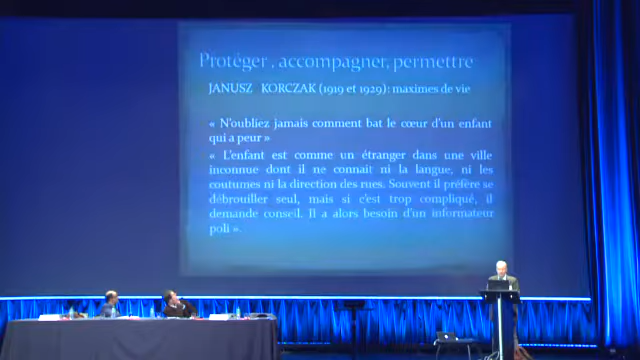 Protéger , accompagner, permettre
JANUSZ KORCZAK (1919 et 1929) : maximes de vie
« N'oubliez jamais comment bat le cœur d'un enfant
qui a peur »
« L'enfant est comme un étranger dans une ville
inconnue dont il ne connait ni la langue, ni les
coutumes ni la direction des rues. Souvent il préfère se
débrouiller seul, mais si c'est trop compliqué, il
demande conseil. Il a alors besoin d'un informateur
poli ».